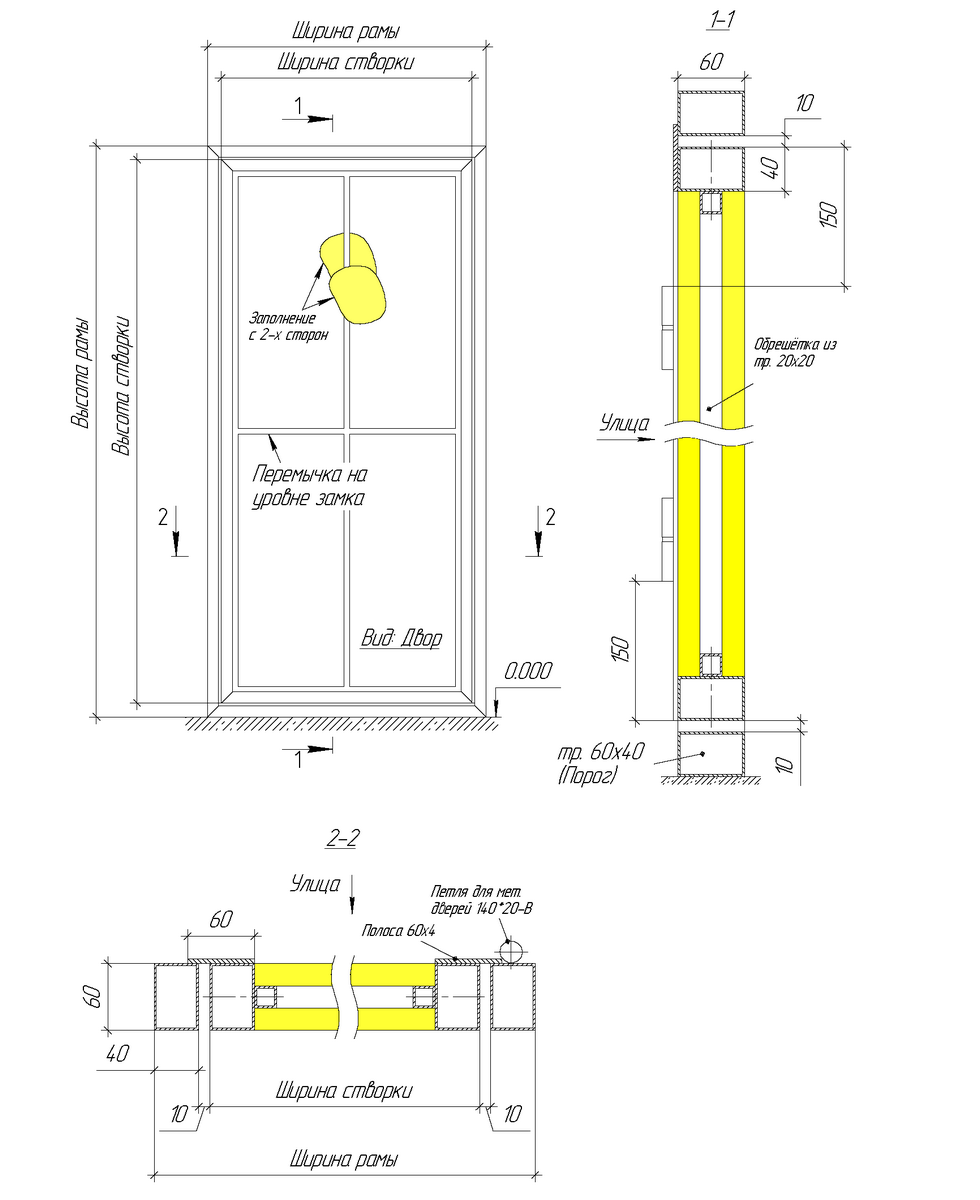 Ширина рамы
Ширина створки
1
Высота рамы
Высота створки
Заполнение
с 2-х сторон
Перемычка на
уровне замка
2
2
Вид: Двор
0.000
1
1-1
60
10
40
150
Обрешётка из
тр. 20х20
Улица
150
тр. 60х40
(Порог)
10
2-2
Улица
Петля для мет.
дверей 140*20-В
Полоса 60х4
60
60
40
10
Ширина створки
10
Ширина рамы